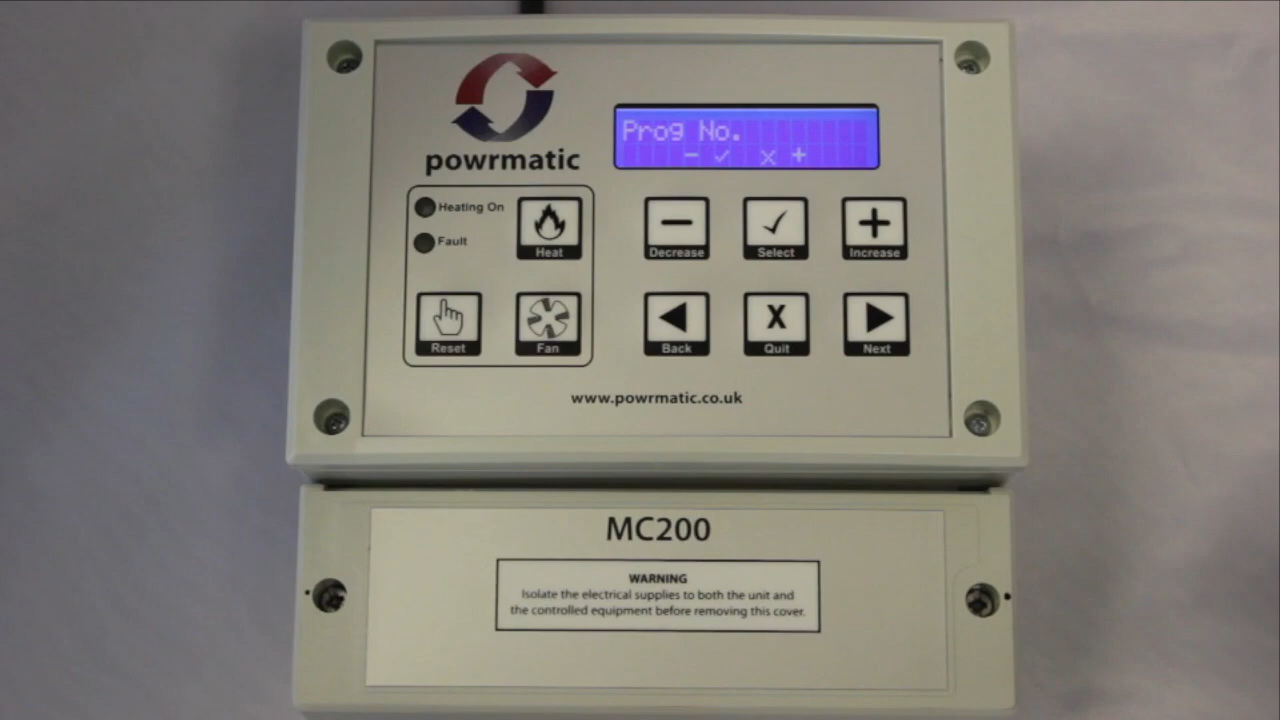 powrmatic
Prog No.
− ✓ X +
Heating On
Fault
Heat
Decrease
Select
Increase
Reset
Fan
Back
X
Quit
Next
www.powrmatic.co.uk
MC200
WARNING
Isolate the electrical supplies to both the unit and
the controlled equipment before removing this cover.